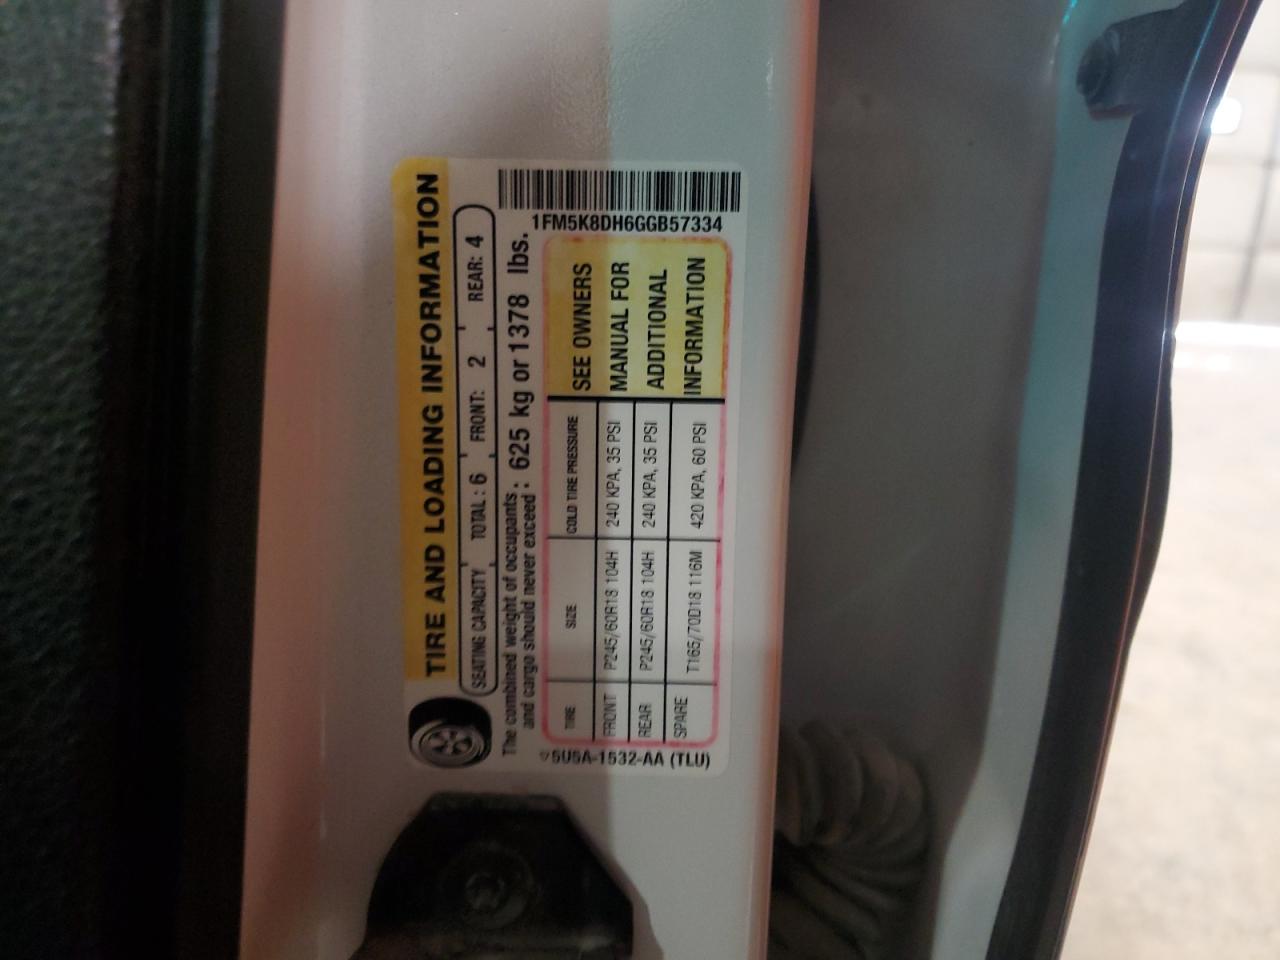 TIRE AND LOADING INFORMATION
SEATING CAPACITY TOTAL: 6 FRONT: 2 REAR: 4
The combined weight of occupants
and cargo should never exceed: 625 kg or 1378 lbs.
TIRE SIZE COLD TIRE PRESSURE
FRONT P245/60R18 104H 240 KPA, 35 PSI
REAR P245/60R18 104H 240 KPA, 35 PSI
SPARE T165/70D18 116M 420 KPA, 60 PSI
SEE OWNERS
MANUAL FOR
ADDITIONAL
INFORMATION
5U5A-1532-AA (TLU)
1FM5K8DH6GGB57334